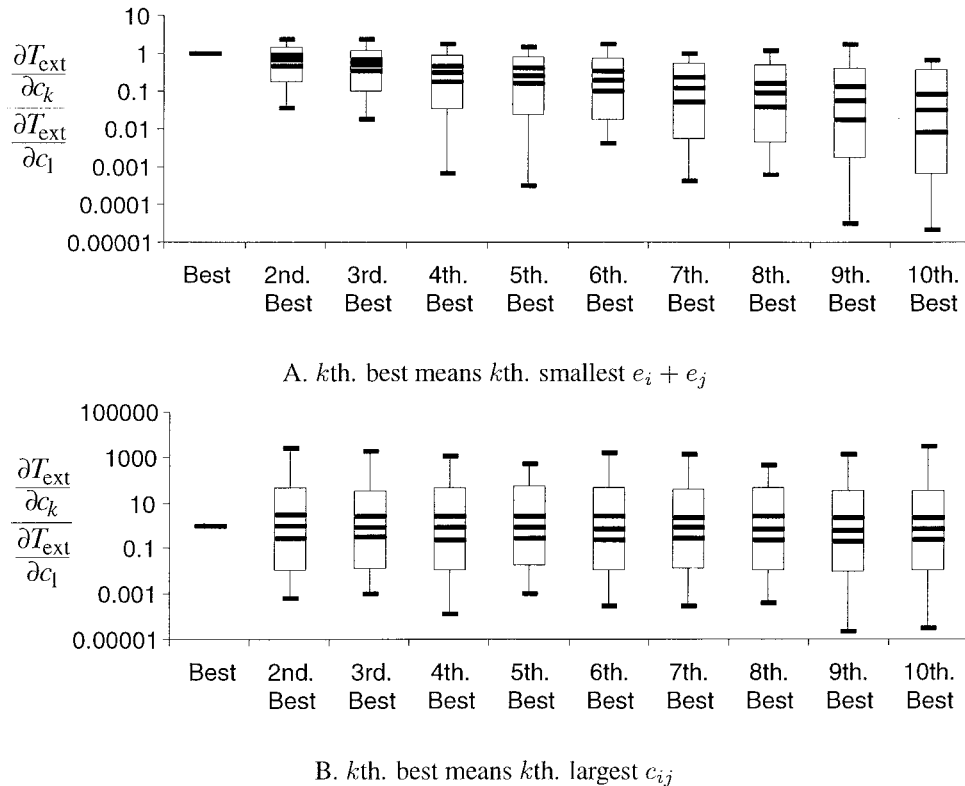 ∂T_ext
∂c_k
∂T_ext
∂c_1
10
1
0.1
0.01
0.001
0.0001
0.00001
Best 2nd. 3rd. 4th. 5th. 6th. 7th. 8th. 9th. 10th.
Best Best Best Best Best Best Best Best Best
A. kth. best means kth. smallest e_i + e_j
∂T_ext
∂c_k
∂T_ext
∂c_1
100000
1000
10
0.1
0.001
0.00001
Best 2nd. 3rd. 4th. 5th. 6th. 7th. 8th. 9th. 10th.
Best Best Best Best Best Best Best Best Best
B. kth. best means kth. largest c_ij